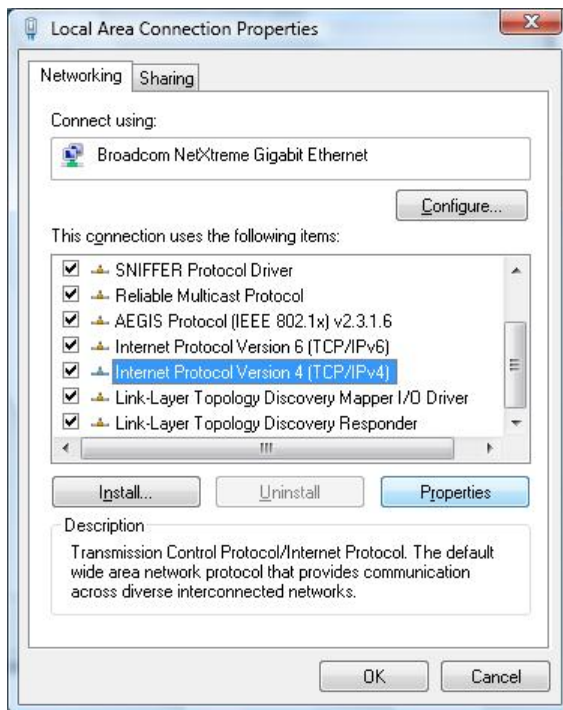 Local Area Connection Properties
Networking
Sharing
Connect using:
Broadcom NetXtreme Gigabit Ethernet
Configure...
This connection uses the following items:
SNIFFER Protocol Driver
Reliable Multicast Protocol
AEGIS Protocol (IEEE 802.1x) v2.3.1.6
Internet Protocol Version 6 (TCP/IPv6)
Internet Protocol Version 4 (TCP/IPv4)
Link-Layer Topology Discovery Mapper I/O Driver
Link-Layer Topology Discovery Responder
Install...
Uninstall
Properties
Description
Transmission Control Protocol/Internet Protocol. The default
wide area network protocol that provides communication
across diverse interconnected networks.
OK
Cancel